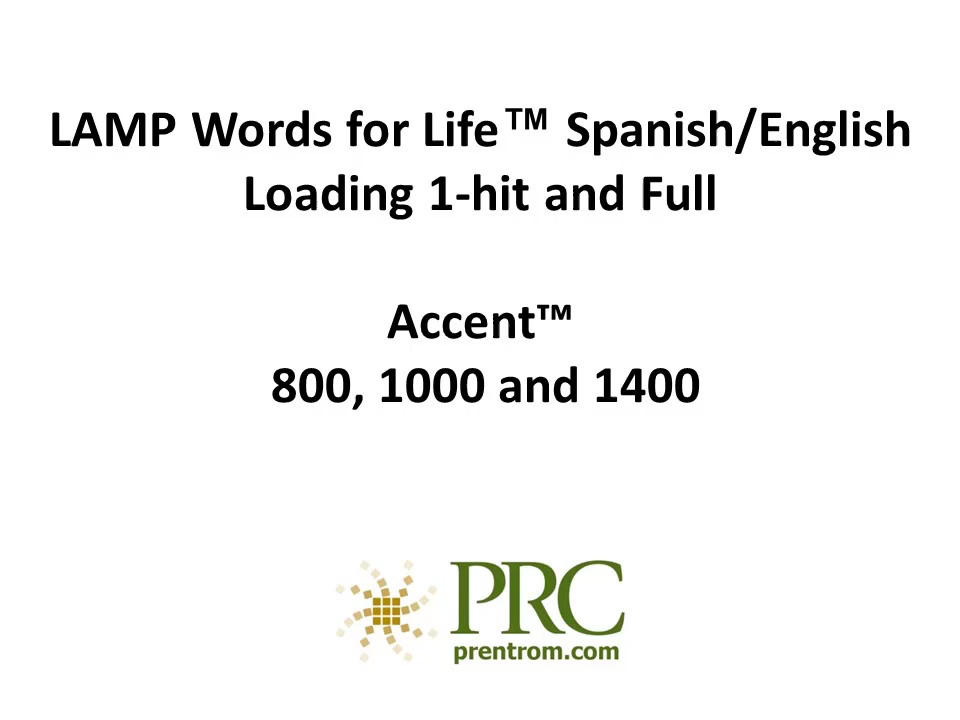 LAMP Words for Life™ Spanish/English
Loading 1-hit and Full
Accent™
800, 1000 and 1400
PRC
prentrom.com